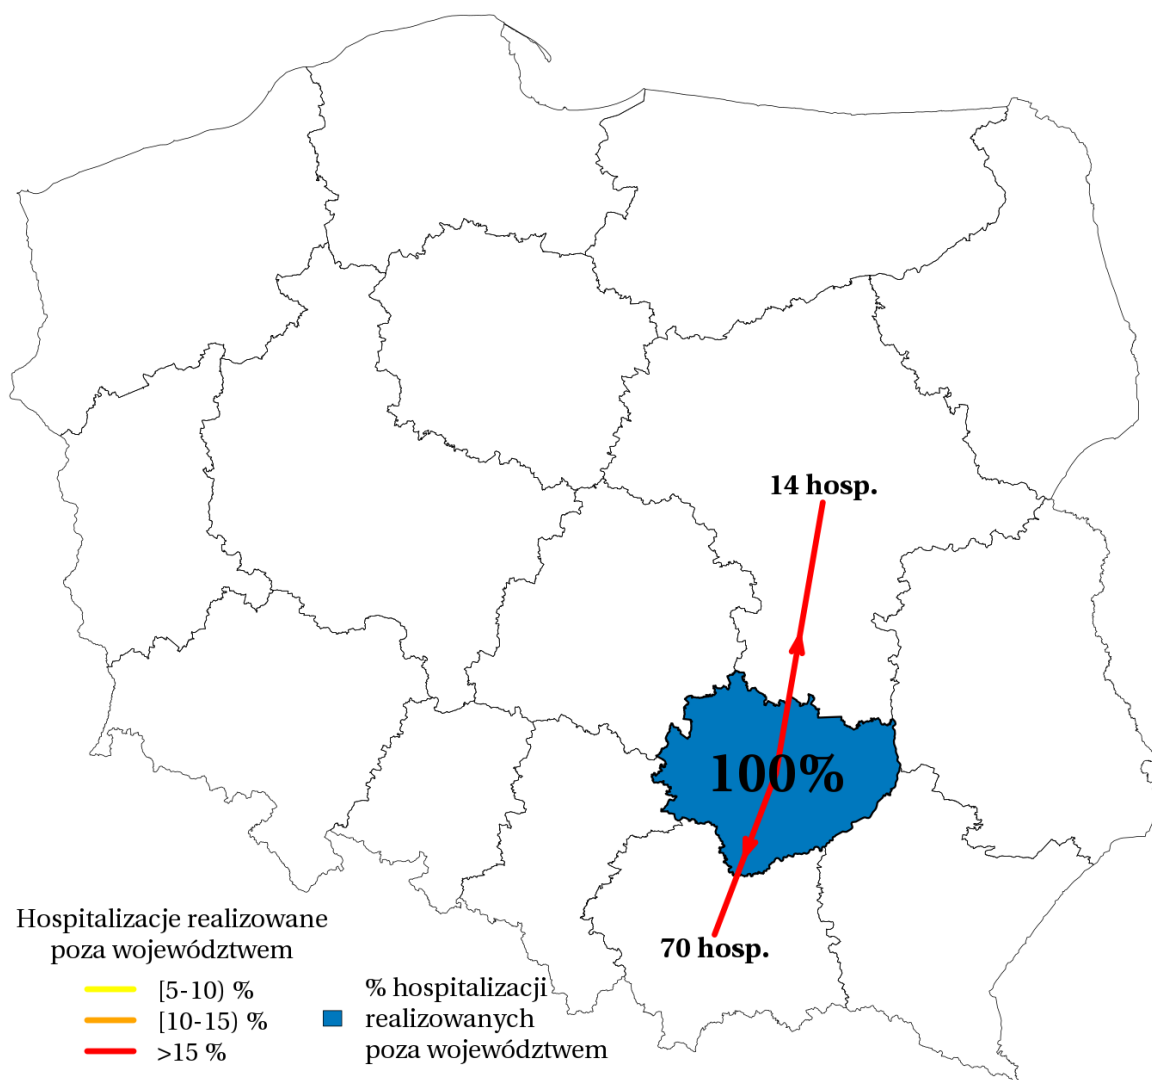 14 hosp.
100%
70 hosp.
Hospitalizacje realizowane
poza województwem
[5-10) %
[10-15) %
>15 %
% hospitalizacji
realizowanych
poza województwem